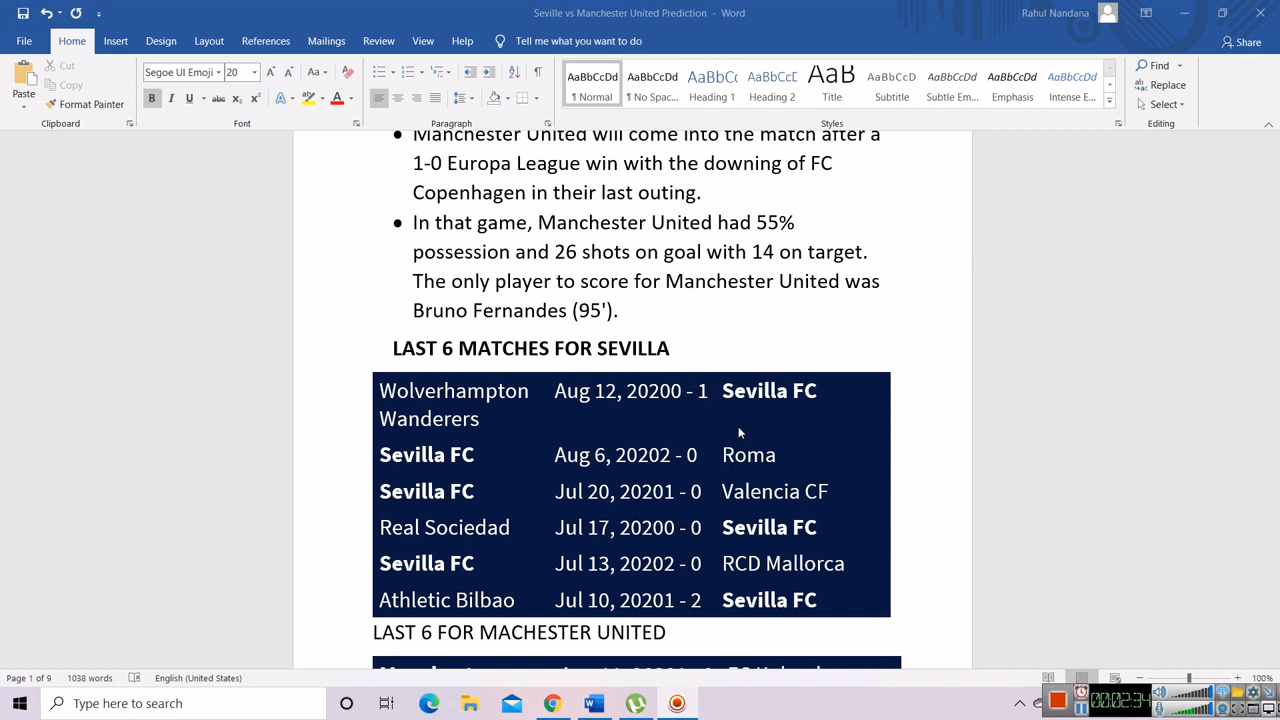 Seville vs Manchester United Prediction - Word
Rahul Nandana
File Home Insert Design Layout References Mailings Review View Help Tell me what you want to do Share
Paste
Cut
Copy
Format Painter
Clipboard
Segoe UI Emoji 20
Font
Paragraph
AaBbCcDd AaBbCcDd AaBbC( AaBbCcC AaB AaBbCcD AaBbCcDd AaBbCcDd AaBbCcDd
¶ Normal ¶ No Spac... Heading 1 Heading 2 Title Subtitle Subtle Em... Emphasis Intense E...
Styles
Find
Replace
Select
Editing
• Manchester United will come into the match after a
1-0 Europa League win with the downing of FC
Copenhagen in their last outing.
• In that game, Manchester United had 55%
possession and 26 shots on goal with 14 on target.
The only player to score for Manchester United was
Bruno Fernandes (95').
LAST 6 MATCHES FOR SEVILLA
Wolverhampton Aug 12, 20200 - 1 Sevilla FC
Wanderers
Sevilla FC Aug 6, 20202 - 0 Roma
Sevilla FC Jul 20, 20201 - 0 Valencia CF
Real Sociedad Jul 17, 20200 - 0 Sevilla FC
Sevilla FC Jul 13, 20202 - 0 RCD Mallorca
Athletic Bilbao Jul 10, 20201 - 2 Sevilla FC
LAST 6 FOR MACHESTER UNITED
Page 1 of 9 1038 words English (United States) 100%
Type here to search
00:02:34